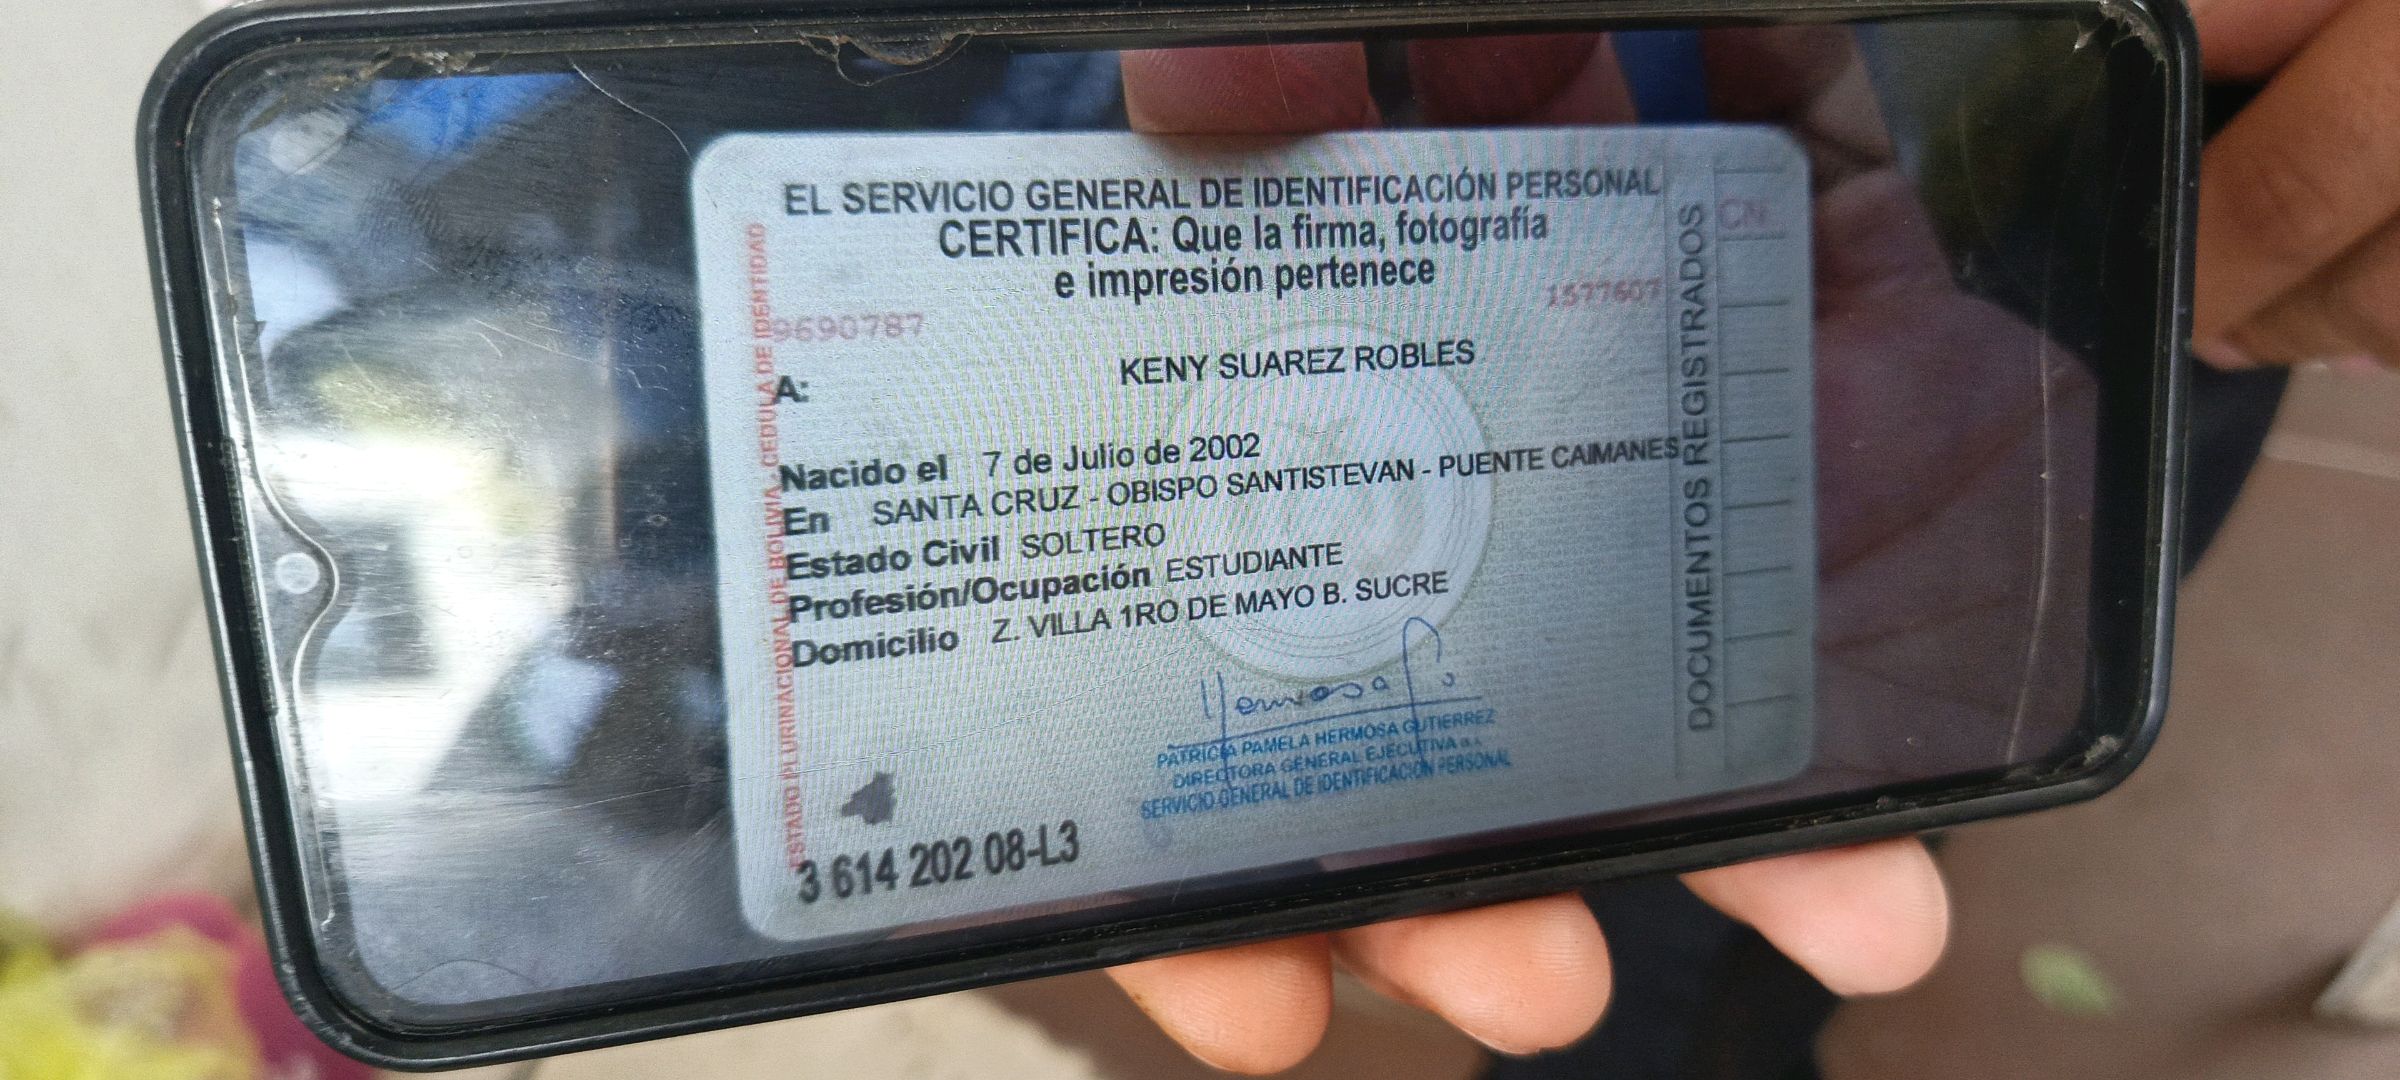 EL SERVICIO GENERAL DE IDENTIFICACIÓN PERSONAL
CERTIFICA: Que la firma, fotografía
e impresión pertenece
9690787
1577607
A:
KENY SUAREZ ROBLES
Nacido el 7 de Julio de 2002
En SANTA CRUZ - OBISPO SANTISTEVAN - PUENTE CAIMANES
Estado Civil SOLTERO
Profesión/Ocupación ESTUDIANTE
Domicilio Z. VILLA 1RO DE MAYO B. SUCRE
PATRICIA PAMELA HERMOSA GUTIERREZ
DIRECTORA GENERAL EJECUTIVA a.i.
SERVICIO GENERAL DE IDENTIFICACIÓN PERSONAL
3 614 202 08-L3
ESTADO PLURINACIONAL DE BOLIVIA CEDULA DE IDENTIDAD
DOCUMENTOS REGISTRADOS
CN